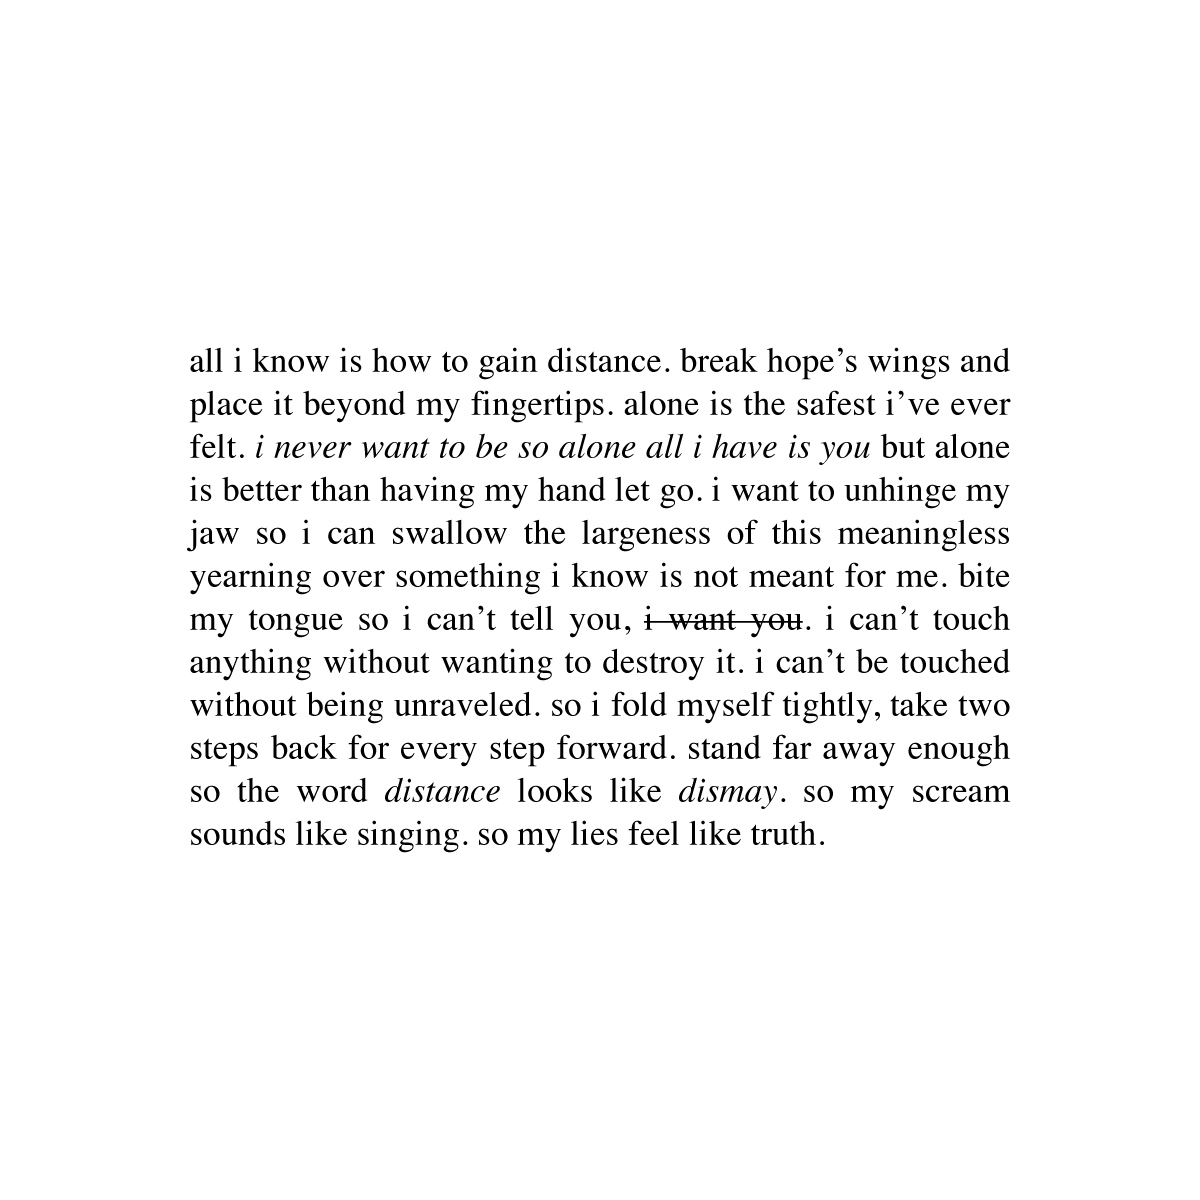 all i know is how to gain distance. break hope’s wings and
place it beyond my fingertips. alone is the safest i’ve ever
felt. i never want to be so alone all i have is you but alone
is better than having my hand let go. i want to unhinge my
jaw so i can swallow the largeness of this meaningless
yearning over something i know is not meant for me. bite
my tongue so i can’t tell you, i want you. i can’t touch
anything without wanting to destroy it. i can’t be touched
without being unraveled. so i fold myself tightly, take two
steps back for every step forward. stand far away enough
so the word distance looks like dismay. so my scream
sounds like singing. so my lies feel like truth.